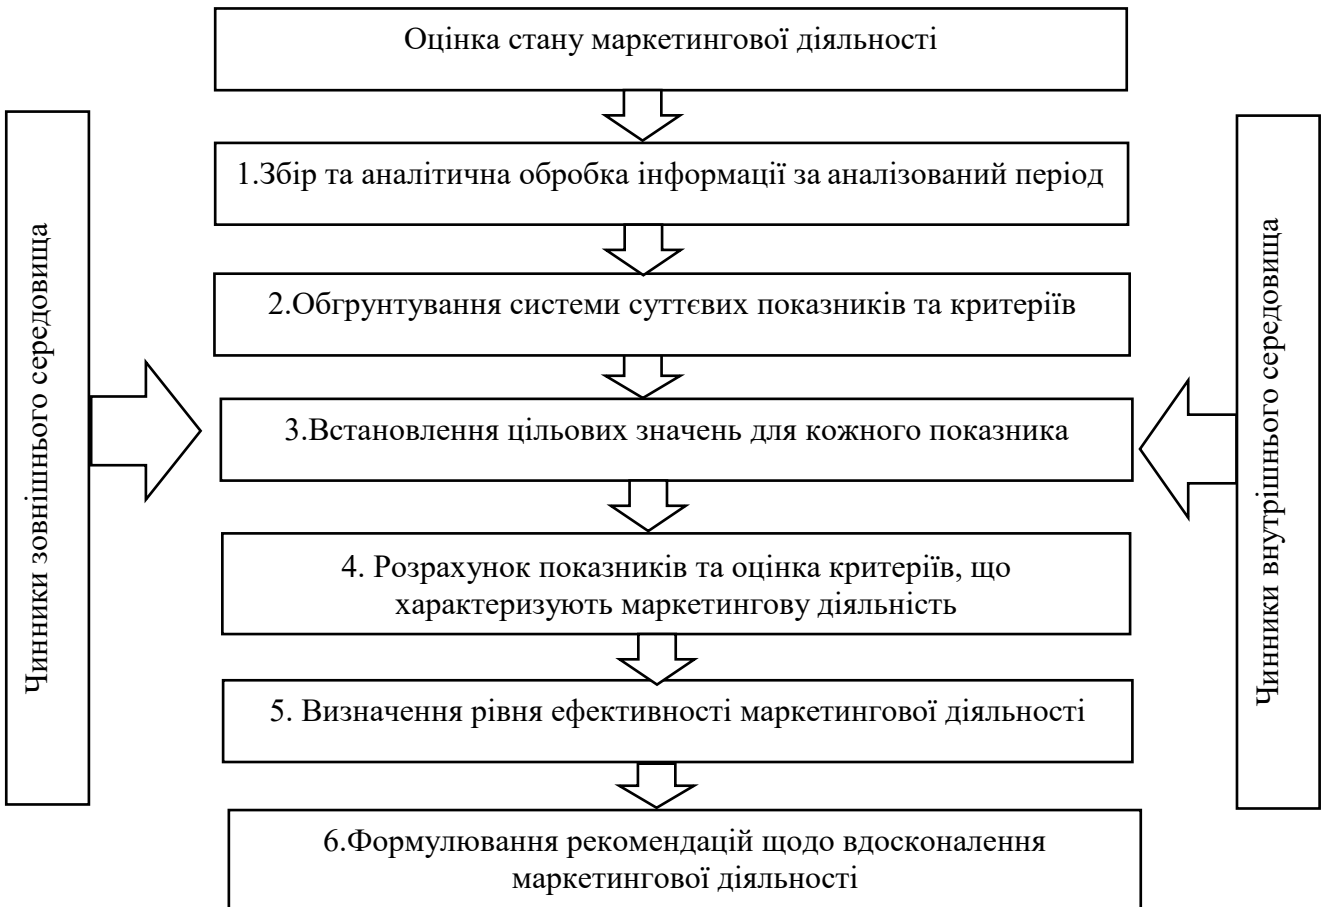 Оцінка стану маркетингової діяльності
1.Збір та аналітична обробка інформації за аналізований період
2.Обгрунтування системи суттєвих показників та критеріїв
Чинники зовнішнього середовища
3.Встановлення цільових значень для кожного показника
Чинники внутрішнього середовища
4. Розрахунок показників та оцінка критеріїв, що
характеризують маркетингову діяльність
5. Визначення рівня ефективності маркетингової діяльності
6.Формулювання рекомендацій щодо вдосконалення
маркетингової діяльності